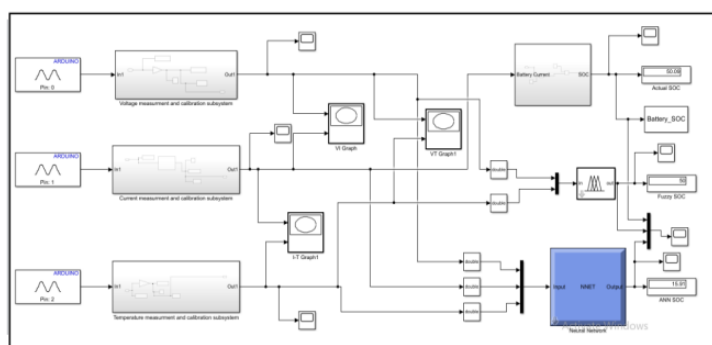 ARDUINO
Pin: 0
In1
Out1
Voltage measurment and calibration subsystem
Battery Current
SOC
50.08
Actual SOC
Battery_SOC
VI Graph
VT Graph1
ARDUINO
Pin: 1
In1
Out1
Current measurment and calibration subsystem
in
out
50
Fuzzy SOC
I-T Graph1
ARDUINO
Pin: 2
In1
Out1
Temperature measurment and calibration subsystem
Input
NNET
Output
Neural Network
ANN SOC